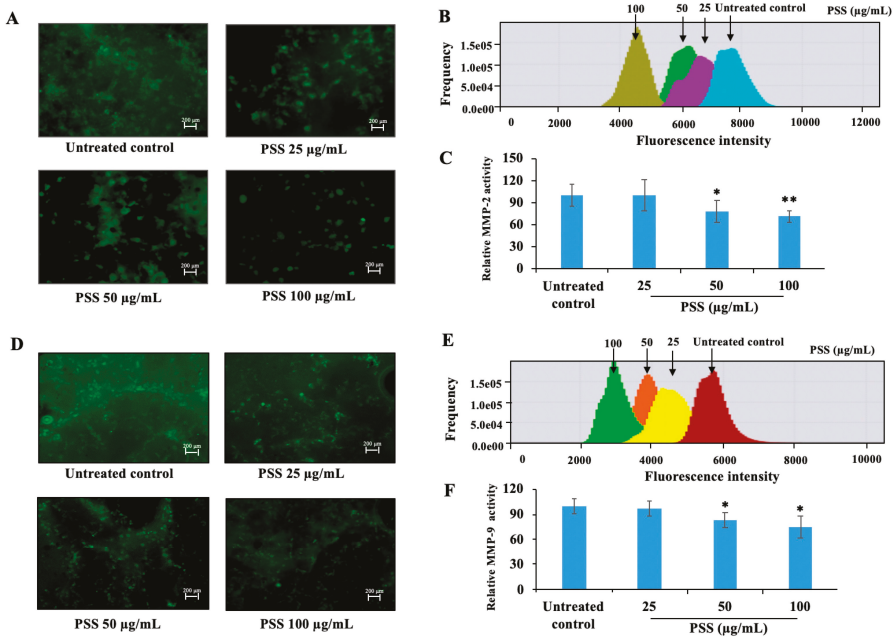 A
200 µm
200 µm
Untreated control
PSS 25 µg/mL
200 µm
200 µm
PSS 50 µg/mL
PSS 100 µg/mL
B
100
50
25
Untreated control
PSS (µg/mL)
Frequency
1.5e05
1.0e05
5.0e04
0.0e00
0
2000
4000
6000
8000
10000
12000
Fluorescence intensity
C
Relative MMP-2 activity
150
120
90
60
30
0
*
**
Untreated
control
25
50
100
PSS (µg/mL)
D
200 µm
200 µm
Untreated control
PSS 25 µg/mL
200 µm
200 µm
PSS 50 µg/mL
PSS 100 µg/mL
E
100
50
25
Untreated control
PSS (µg/mL)
Frequency
1.5e05
1.0e05
5.0e04
0.0e00
0
2000
4000
6000
8000
10000
Fluorescence intensity
F
Relative MMP-9 activity
120
90
60
30
0
*
*
Untreated
control
25
50
100
PSS (µg/mL)